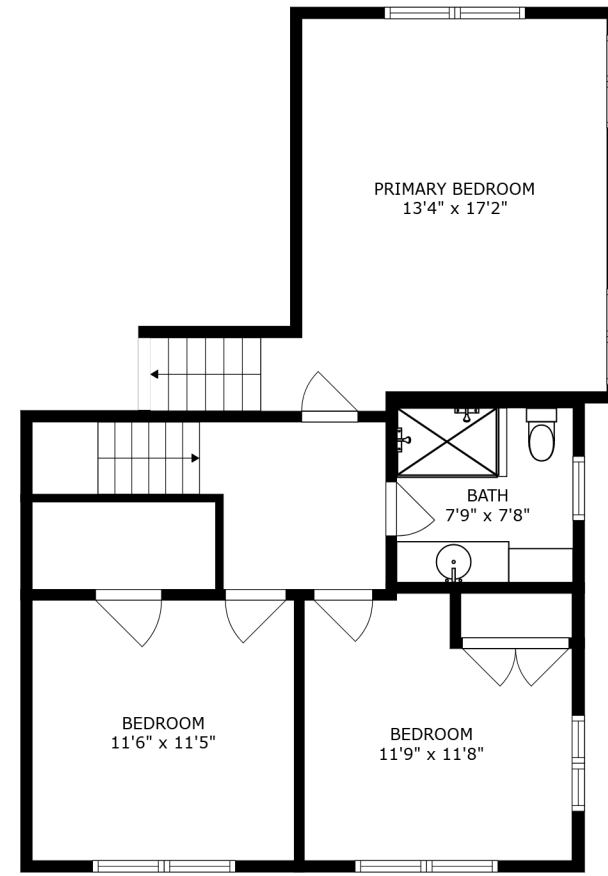 PRIMARY BEDROOM
13'4" x 17'2"
BATH
7'9" x 7'8"
BEDROOM
11'6" x 11'5"
BEDROOM
11'9" x 11'8"